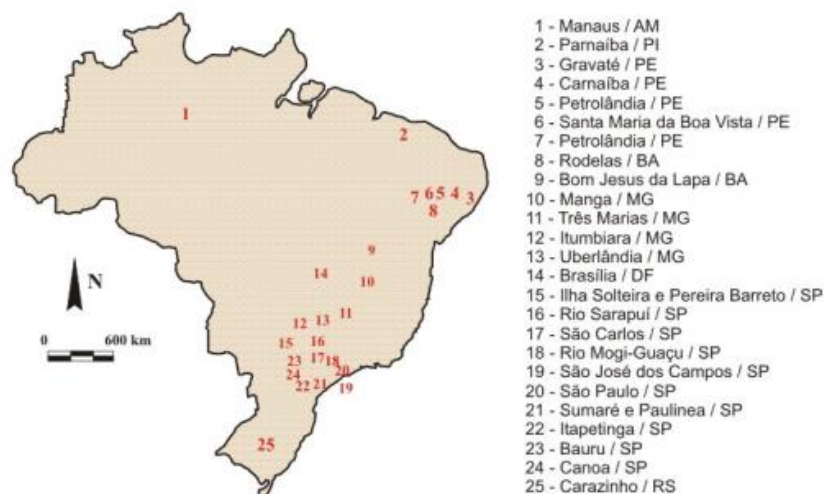 1 - Manaus / AM
2 - Parnaíba / PI
3 - Gravaté / PE
4 - Carnaíba / PE
5 - Petrolândia / PE
6 - Santa Maria da Boa Vista / PE
7 - Petrolândia / PE
8 - Rodelas / BA
9 - Bom Jesus da Lapa / BA
10 - Manga / MG
11 - Três Marias / MG
12 - Itumbiara / MG
13 - Uberlândia / MG
14 - Brasília / DF
15 - Ilha Solteira e Pereira Barreto / SP
16 - Rio Sarapuí / SP
17 - São Carlos / SP
18 - Rio Mogi-Guaçu / SP
19 - São José dos Campos / SP
20 - São Paulo / SP
21 - Sumaré e Paulinea / SP
22 - Itapetinga / SP
23 - Bauru / SP
24 - Canoa / SP
25 - Carazinho / RS
1
2
7 6 5 4 3
8
9
14
10
12 13 11
15 16
23 17 18
24 20
22 21 19
25
N
0 600 km